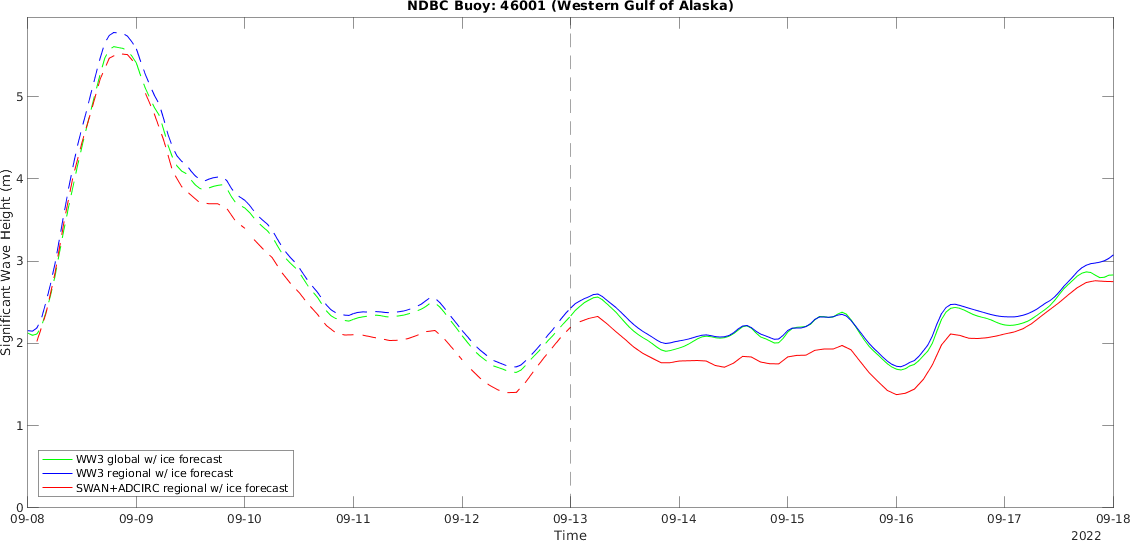 NDBC Buoy: 46001 (Western Gulf of Alaska)
Significant Wave Height (m)
5
4
3
2
1
0
WW3 global w/ ice forecast
WW3 regional w/ ice forecast
SWAN+ADCIRC regional w/ ice forecast
09-08 09-09 09-10 09-11 09-12 09-13 09-14 09-15 09-16 09-17 09-18
Time
2022